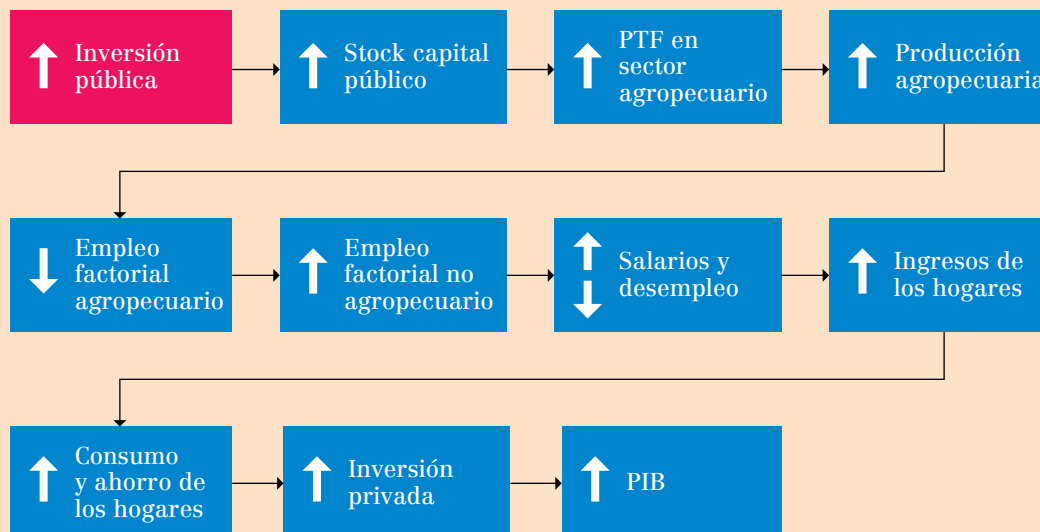 Inversión
pública
Stock capital
público
PTF en
sector
agropecuario
Producción
agropecuaria
Empleo
factorial
agropecuario
Empleo
factorial no
agropecuario
Salarios y
desempleo
Ingresos de
los hogares
Consumo
y ahorro de
los hogares
Inversión
privada
PIB